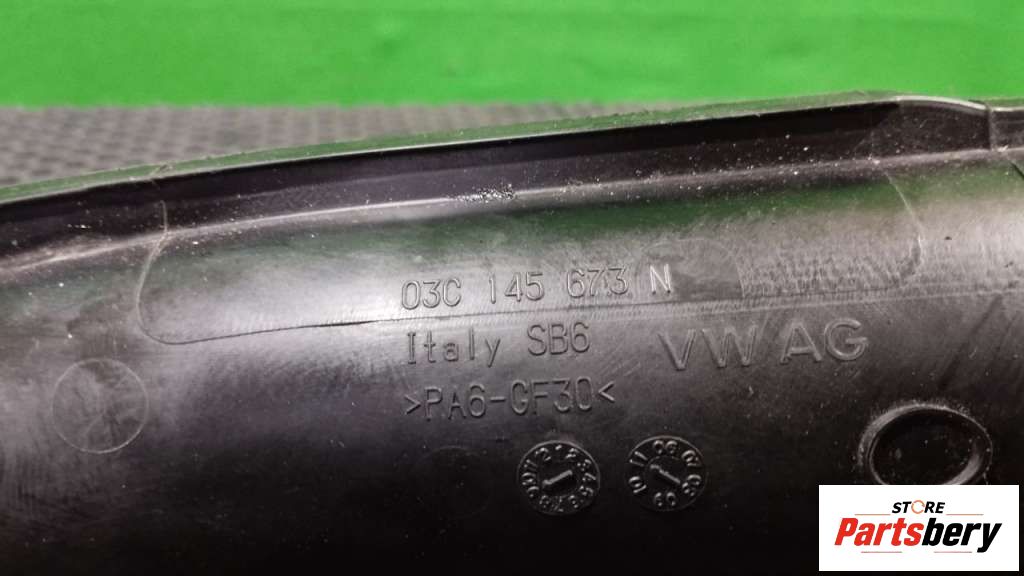 03C 145 673 N
Italy SB6
VW AG
>PA6-GF30<
STORE
Partsbery